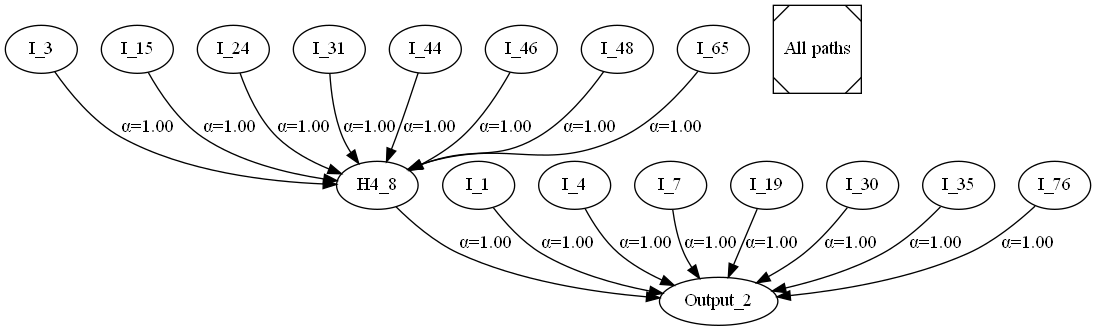 I_3 I_15 I_24 I_31 I_44 I_46 I_48 I_65 All paths
α=1.00 α=1.00 α=1.00 α=1.00 α=1.00 α=1.00 α=1.00 α=1.00
H4_8 I_1 I_4 I_7 I_19 I_30 I_35 I_76
α=1.00 α=1.00 α=1.00 α=1.00 α=1.00 α=1.00 α=1.00 α=1.00
Output_2